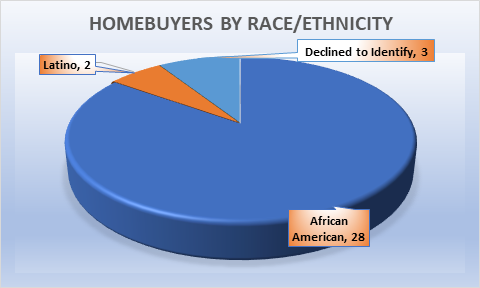 HOMEBUYERS BY RACE/ETHNICITY
Declined to Identify, 3
Latino, 2
African
American, 28